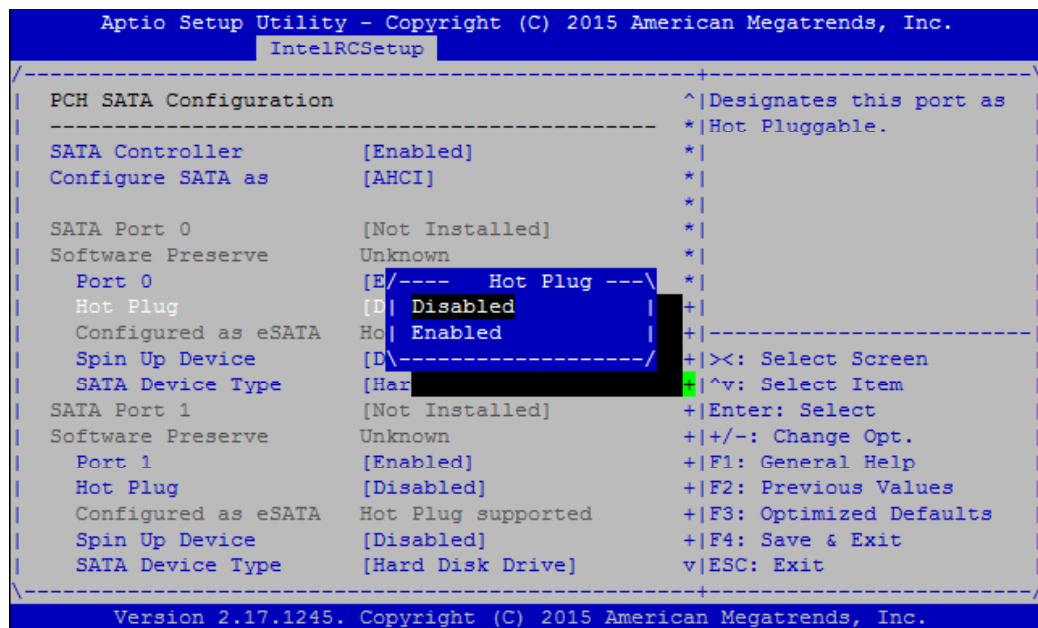 Aptio Setup Utility - Copyright (C) 2015 American Megatrends, Inc.
IntelRCSetup
/----------------------------------------------------+-------------------------\
| PCH SATA Configuration ^|Designates this port as |
| ----------------------------------------------- *|Hot Pluggable. |
| SATA Controller [Enabled] *| |
| Configure SATA as [AHCI] *| |
| *| |
| SATA Port 0 [Not Installed] *| |
| Software Preserve Unknown *| |
| Port 0 [E/---- Hot Plug ---\ *| |
| Hot Plug [D| Disabled | +| |
| Configured as eSATA Ho| Enabled | +|-------------------------|
| Spin Up Device [D\-------------------/ +|><: Select Screen |
| SATA Device Type [Har +|^v: Select Item |
| SATA Port 1 [Not Installed] +|Enter: Select |
| Software Preserve Unknown +|+/-: Change Opt. |
| Port 1 [Enabled] +|F1: General Help |
| Hot Plug [Disabled] +|F2: Previous Values |
| Configured as eSATA Hot Plug supported +|F3: Optimized Defaults |
| Spin Up Device [Disabled] +|F4: Save & Exit |
| SATA Device Type [Hard Disk Drive] v|ESC: Exit |
\----------------------------------------------------+-------------------------/
Version 2.17.1245. Copyright (C) 2015 American Megatrends, Inc.